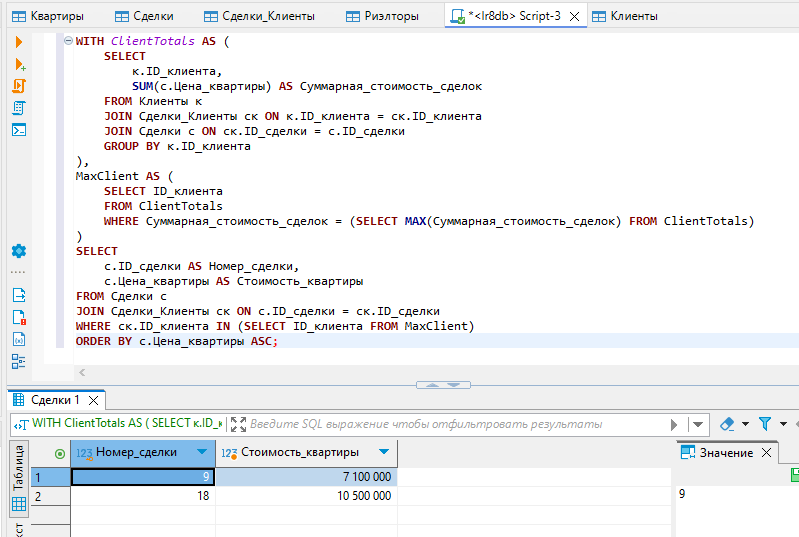 Квартиры Сделки Сделки_Клиенты Риэлторы *<lr8db> Script-3 Клиенты
WITH ClientTotals AS (
SELECT
к.ID_клиента,
SUM(с.Цена_квартиры) AS Суммарная_стоимость_сделок
FROM Клиенты к
JOIN Сделки_Клиенты ск ON к.ID_клиента = ск.ID_клиента
JOIN Сделки с ON ск.ID_сделки = с.ID_сделки
GROUP BY к.ID_клиента
),
MaxClient AS (
SELECT ID_клиента
FROM ClientTotals
WHERE Суммарная_стоимость_сделок = (SELECT MAX(Суммарная_стоимость_сделок) FROM ClientTotals)
)
SELECT
с.ID_сделки AS Номер_сделки,
с.Цена_квартиры AS Стоимость_квартиры
FROM Сделки с
JOIN Сделки_Клиенты ск ON с.ID_сделки = ск.ID_сделки
WHERE ск.ID_клиента IN (SELECT ID_клиента FROM MaxClient)
ORDER BY с.Цена_квартиры ASC;
Сделки 1
WITH ClientTotals AS ( SELECT к.ID_к Введите SQL выражение чтобы отфильтровать результаты
Таблица
123 Номер_сделки 123 Стоимость_квартиры
Значение
1 9 7 100 000
2 18 10 500 000
9